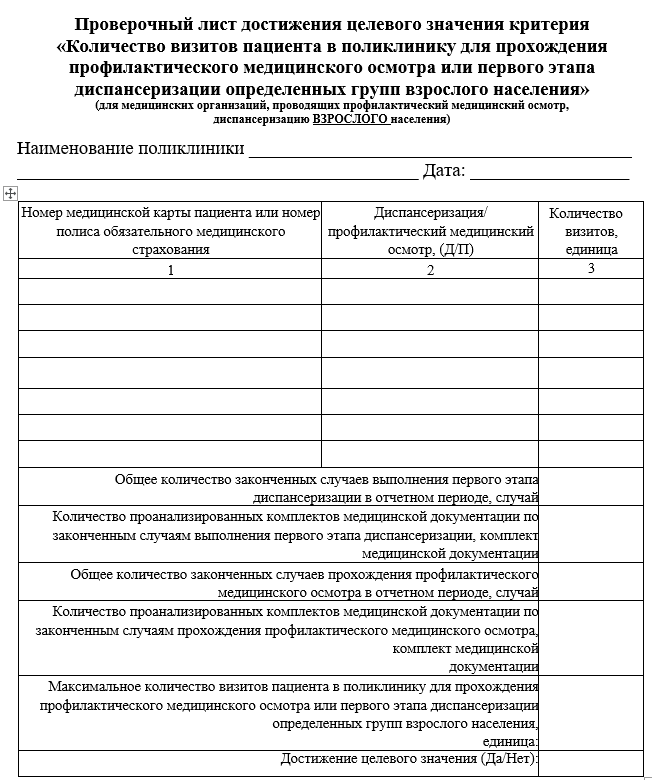 Проверочный лист достижения целевого значения критерия
«Количество визитов пациента в поликлинику для прохождения
профилактического медицинского осмотра или первого этапа
диспансеризации определенных групп взрослого населения»
(для медицинских организаций, проводящих профилактический медицинский осмотр,
диспансеризацию ВЗРОСЛОГО населения)
Наименование поликлиники
Дата:
Номер медицинской карты пациента или номер
полиса обязательного медицинского
страхования
Диспансеризация/
профилактический медицинский
осмотр, (Д/П)
Количество
визитов,
единица
1
2
3
Общее количество законченных случаев выполнения первого этапа
диспансеризации в отчетном периоде, случай
Количество проанализированных комплектов медицинской документации по
законченным случаям выполнения первого этапа диспансеризации, комплект
медицинской документации
Общее количество законченных случаев прохождения профилактического
медицинского осмотра в отчетном периоде, случай
Количество проанализированных комплектов медицинской документации по
законченным случаям прохождения профилактического медицинского осмотра,
комплект медицинской
документации
Максимальное количество визитов пациента в поликлинику для прохождения
профилактического медицинского осмотра или первого этапа диспансеризации
определенных групп взрослого населения,
единица:
Достижение целевого значения (Да/Нет):